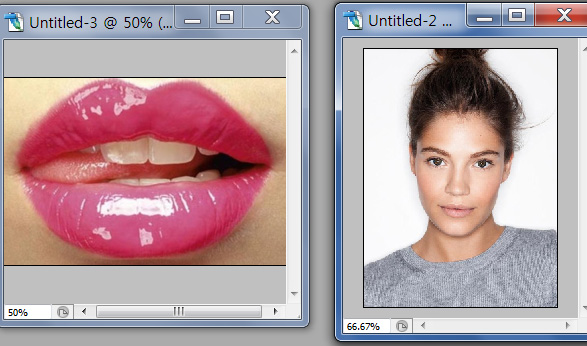 Untitled-3 @ 50% (...
Untitled-2 ...
50%
66.67%